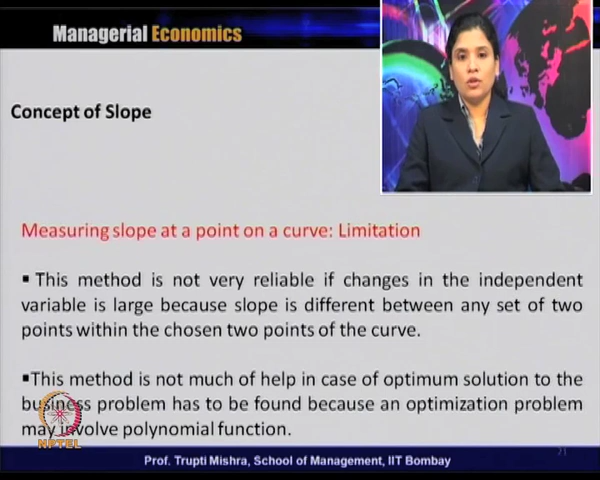 Managerial Economics
Concept of Slope
Measuring slope at a point on a curve: Limitation
▪ This method is not very reliable if changes in the independent
variable is large because slope is different between any set of two
points within the chosen two points of the curve.
▪This method is not much of help in case of optimum solution to the
business problem has to be found because an optimization problem
may involve polynomial function.
NPTEL
Prof. Trupti Mishra, School of Management, IIT Bombay